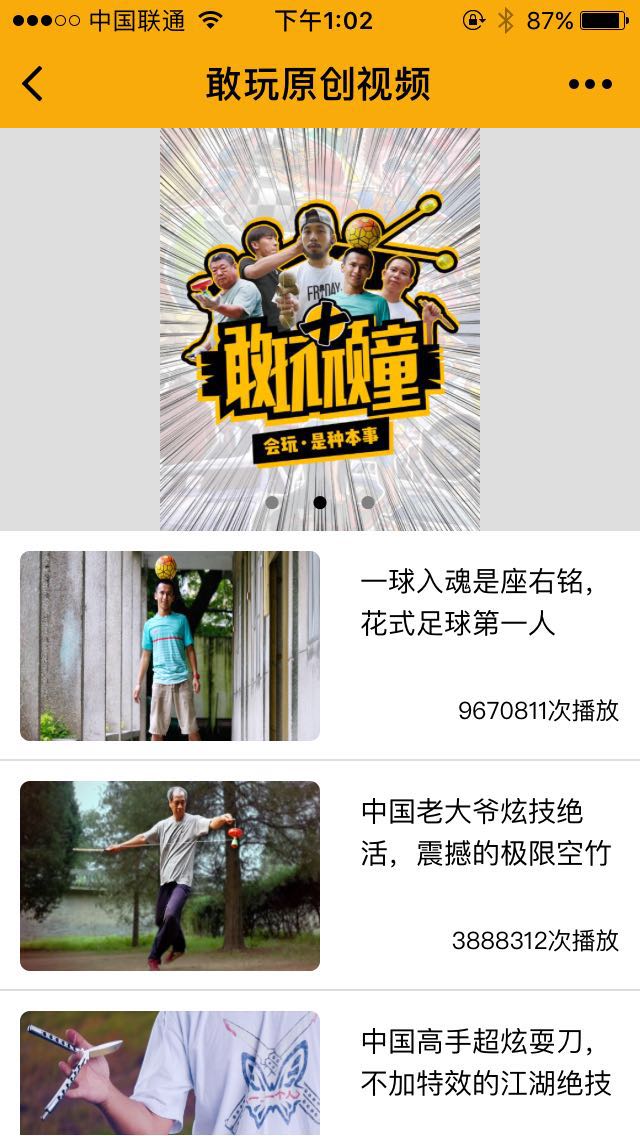 中国联通
下午1:02
87%
敢玩原创视频
FRIDAY
敢玩顽童
会玩·是种本事
一球入魂是座右铭，
花式足球第一人
9670811次播放
中国老大爷炫技绝
活，震撼的极限空竹
3888312次播放
一个人
中国高手超炫耍刀，
不加特效的江湖绝技